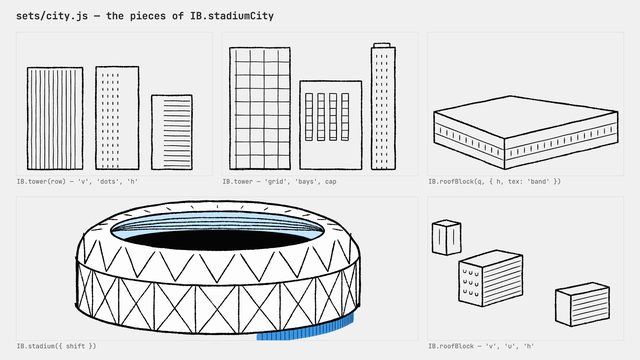 sets/city.js — the pieces of IB.stadiumCity
IB.tower(row) — 'v', 'dots', 'h'
IB.tower — 'grid', 'bays', cap
IB.roofBlock(q, { h, tex: 'band' })
IB.stadium({ shift })
IB.roofBlock — 'v', 'u', 'h'